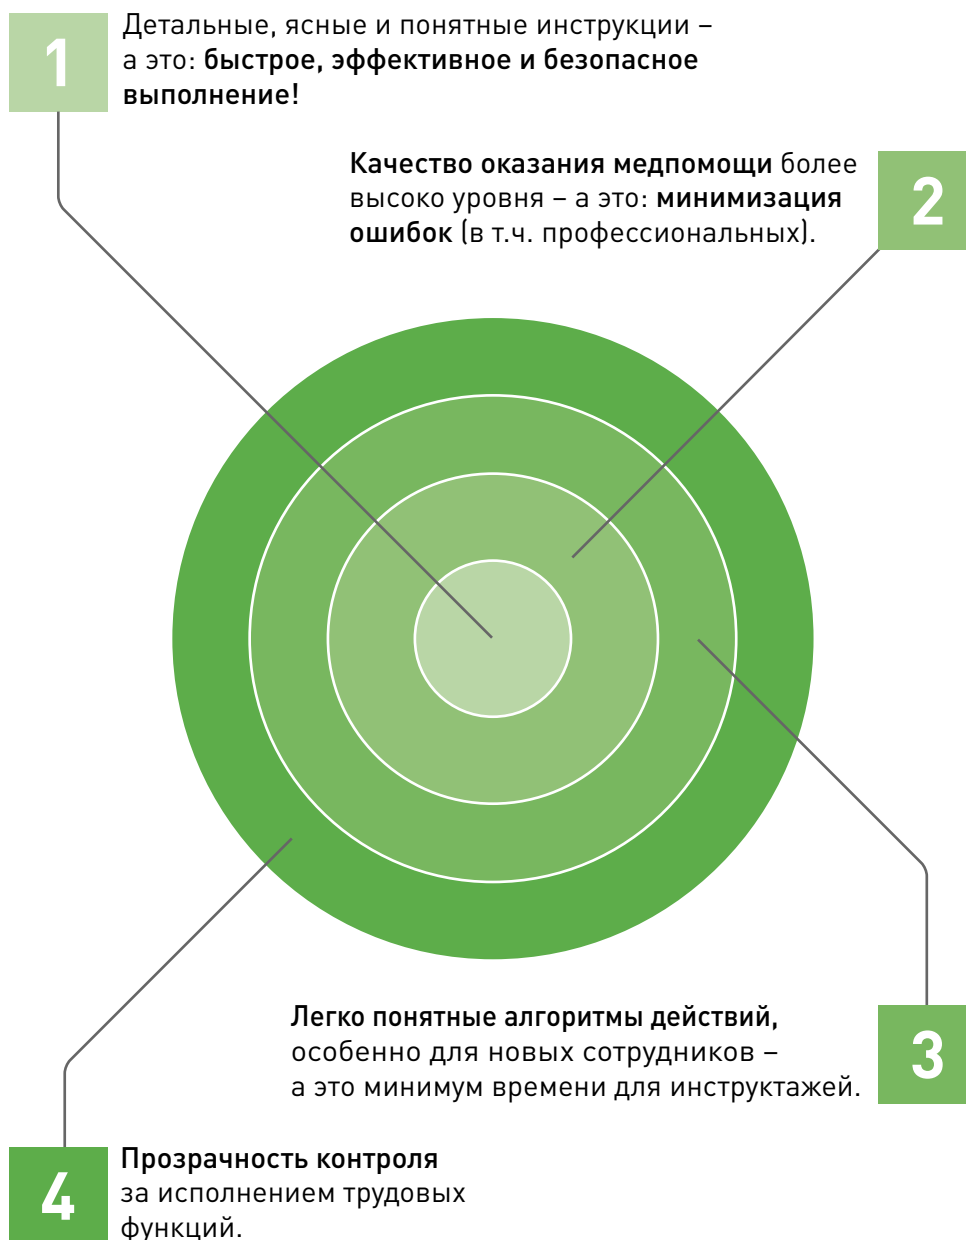 1
Детальные, ясные и понятные инструкции –
а это: быстрое, эффективное и безопасное
выполнение!
Качество оказания медпомощи более
высоко уровня – а это: минимизация
ошибок (в т.ч. профессиональных).
2
Легко понятные алгоритмы действий,
особенно для новых сотрудников –
а это минимум времени для инструктажей.
3
4
Прозрачность контроля
за исполнением трудовых
функций.